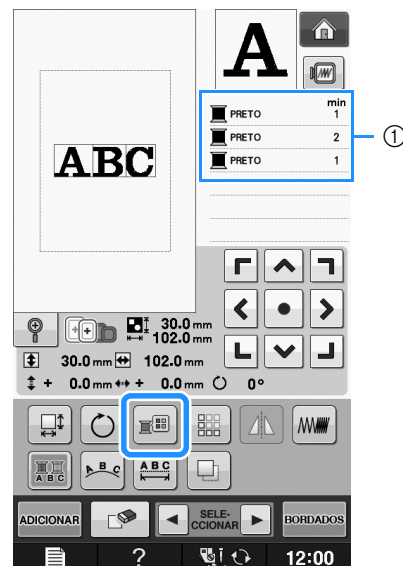 A
min
PRETO 1
PRETO 2
PRETO 1
①
ABC
30.0 mm
102.0 mm
30.0 mm 102.0 mm
+ 0.0 mm + 0.0 mm 0°
ABC
ABC
ABC
ADICIONAR
SELE-
CCIONAR
BORDADOS
? 12:00